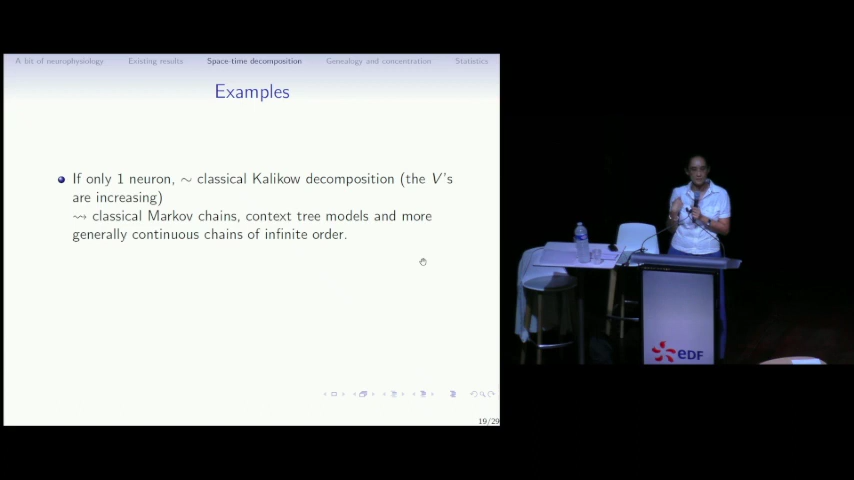 A bit of neurophysiology Existing results Space-time decomposition Genealogy and concentration Statistics
Examples
If only 1 neuron, ∼ classical Kalikow decomposition (the V's
are increasing)
⇝ classical Markov chains, context tree models and more
generally continuous chains of infinite order.
19/29
eDF